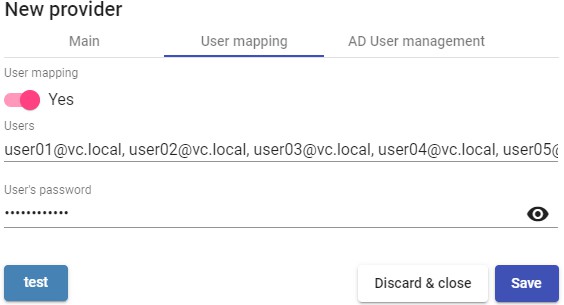 New provider
Main User mapping AD User management
User mapping
Yes
Users
user01@vc.local, user02@vc.local, user03@vc.local, user04@vc.local, user05@
User's password
••••••••••••
test Discard & close Save